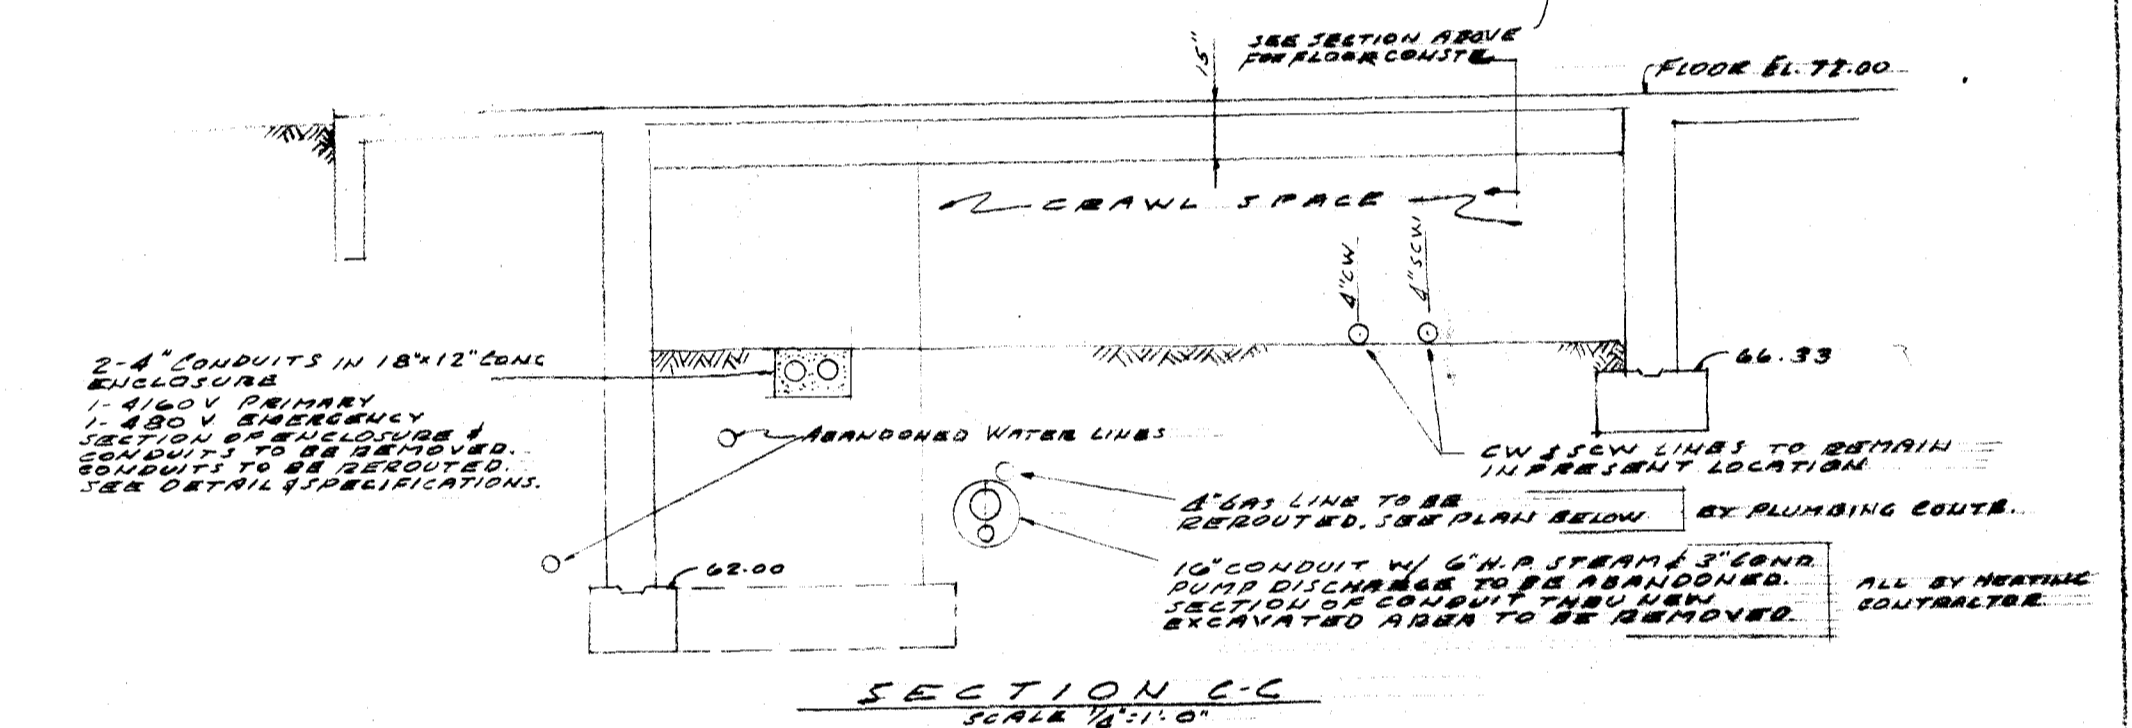 SEE SECTION ABOVE
FOR FLOOR CONSTR.
15"
FLOOR EL. 77.00
CRAWL SPACE
4"CW
4"SCW
2-4" CONDUITS IN 18"x12" CONC
ENCLOSURE
1-4160 V PRIMARY
1-480 V. EMERGENCY
SECTION OF ENCLOSURE &
CONDUITS TO BE REMOVED.
CONDUITS TO BE REROUTED.
SEE DETAIL & SPECIFICATIONS.
66.33
ABANDONED WATER LINES
CW & SCW LINES TO REMAIN
IN PRESENT LOCATION
4" GAS LINE TO BE
REROUTED. SEE PLAN BELOW
BY PLUMBING CONTR.
62.00
16" CONDUIT W/ 6" H.P. STEAM & 3" COND
PUMP DISCHARGE TO BE ABANDONED.
SECTION OF CONDUIT THRU NEW
EXCAVATED AREA TO BE REMOVED.
ALL BY HEATING
CONTRACTOR
SECTION C-C
SCALE 1/4"=1'-0"